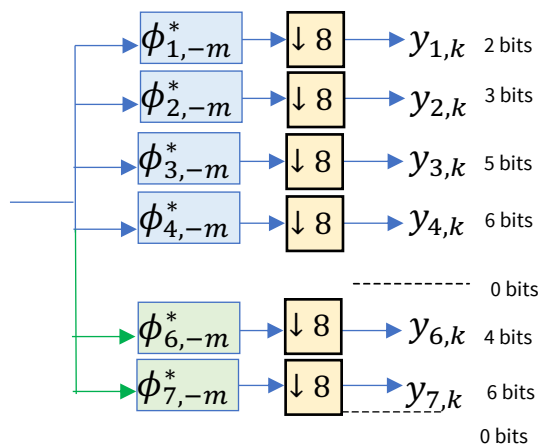 ϕ*₁,₋ₘ ↓ 8 y₁,ₖ 2 bits
ϕ*₂,₋ₘ ↓ 8 y₂,ₖ 3 bits
ϕ*₃,₋ₘ ↓ 8 y₃,ₖ 5 bits
ϕ*₄,₋ₘ ↓ 8 y₄,ₖ 6 bits
0 bits
ϕ*₆,₋ₘ ↓ 8 y₆,ₖ 4 bits
ϕ*₇,₋ₘ ↓ 8 y₇,ₖ 6 bits
0 bits